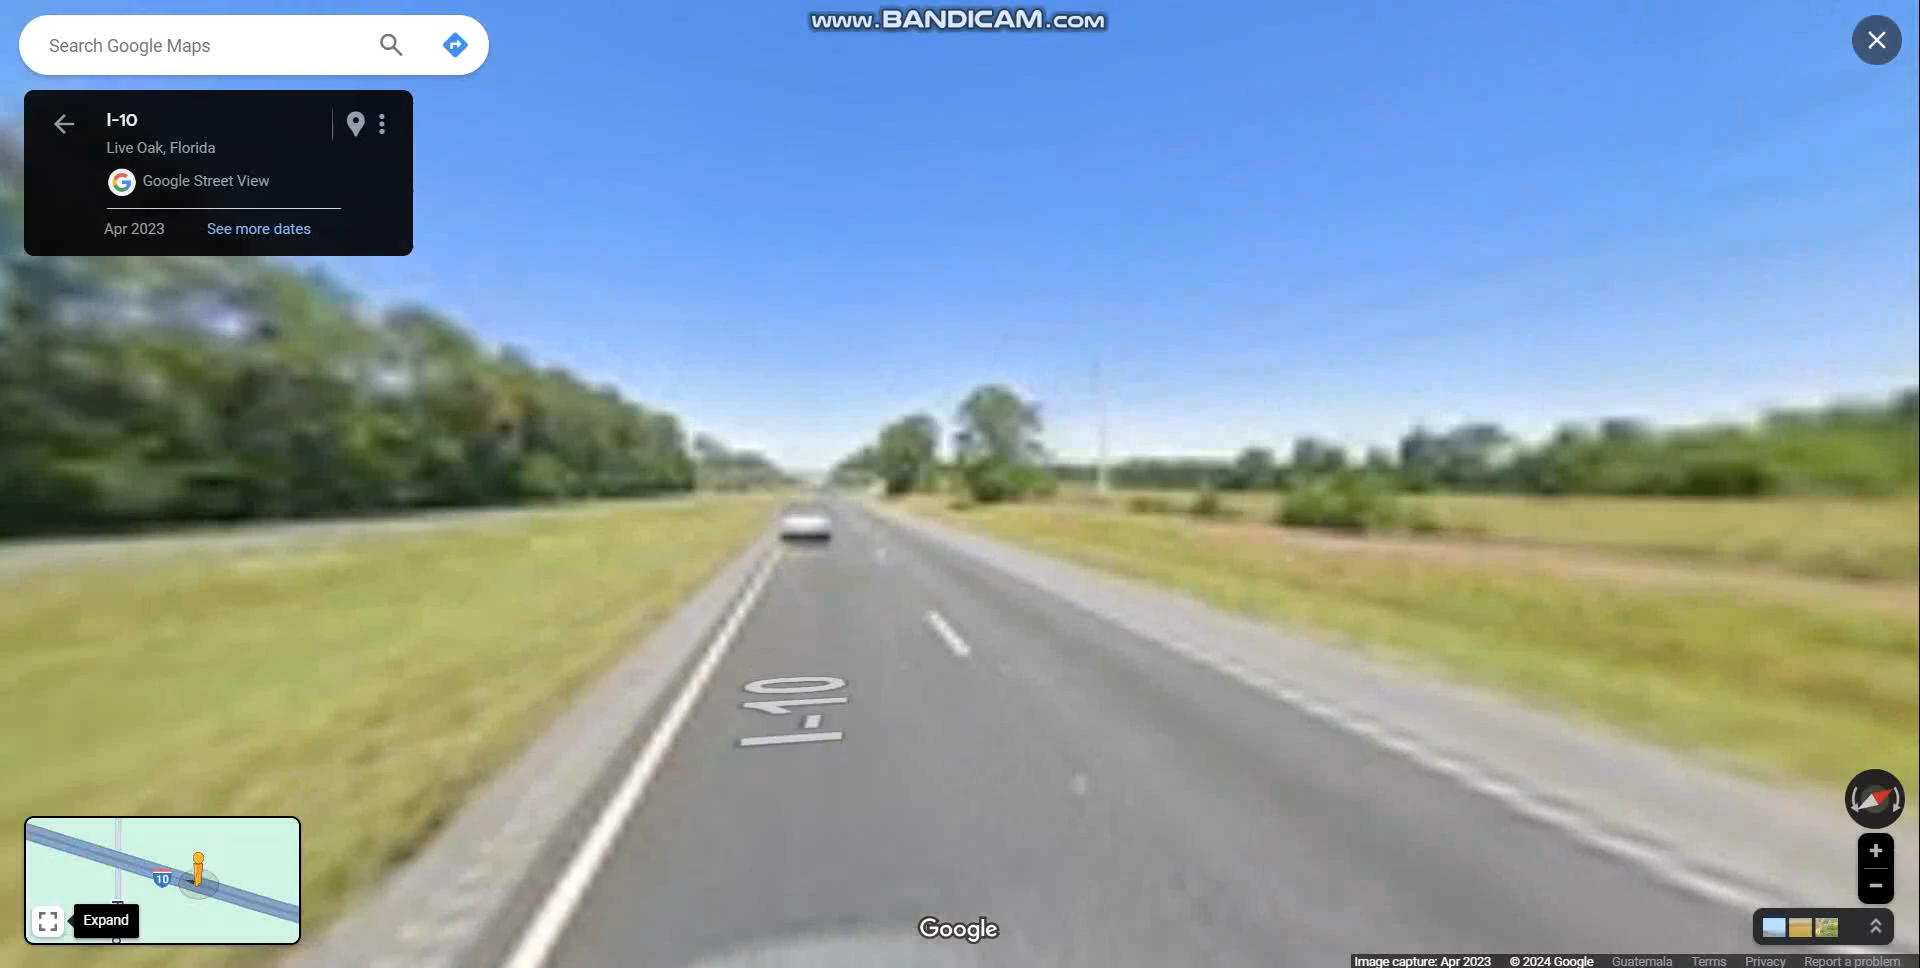 www.BANDICAM.com
Search Google Maps
I-10
Live Oak, Florida
Google Street View
Apr 2023 See more dates
I-10
10
Expand
Google
Image capture: Apr 2023 © 2024 Google Guatemala Terms Privacy Report a problem